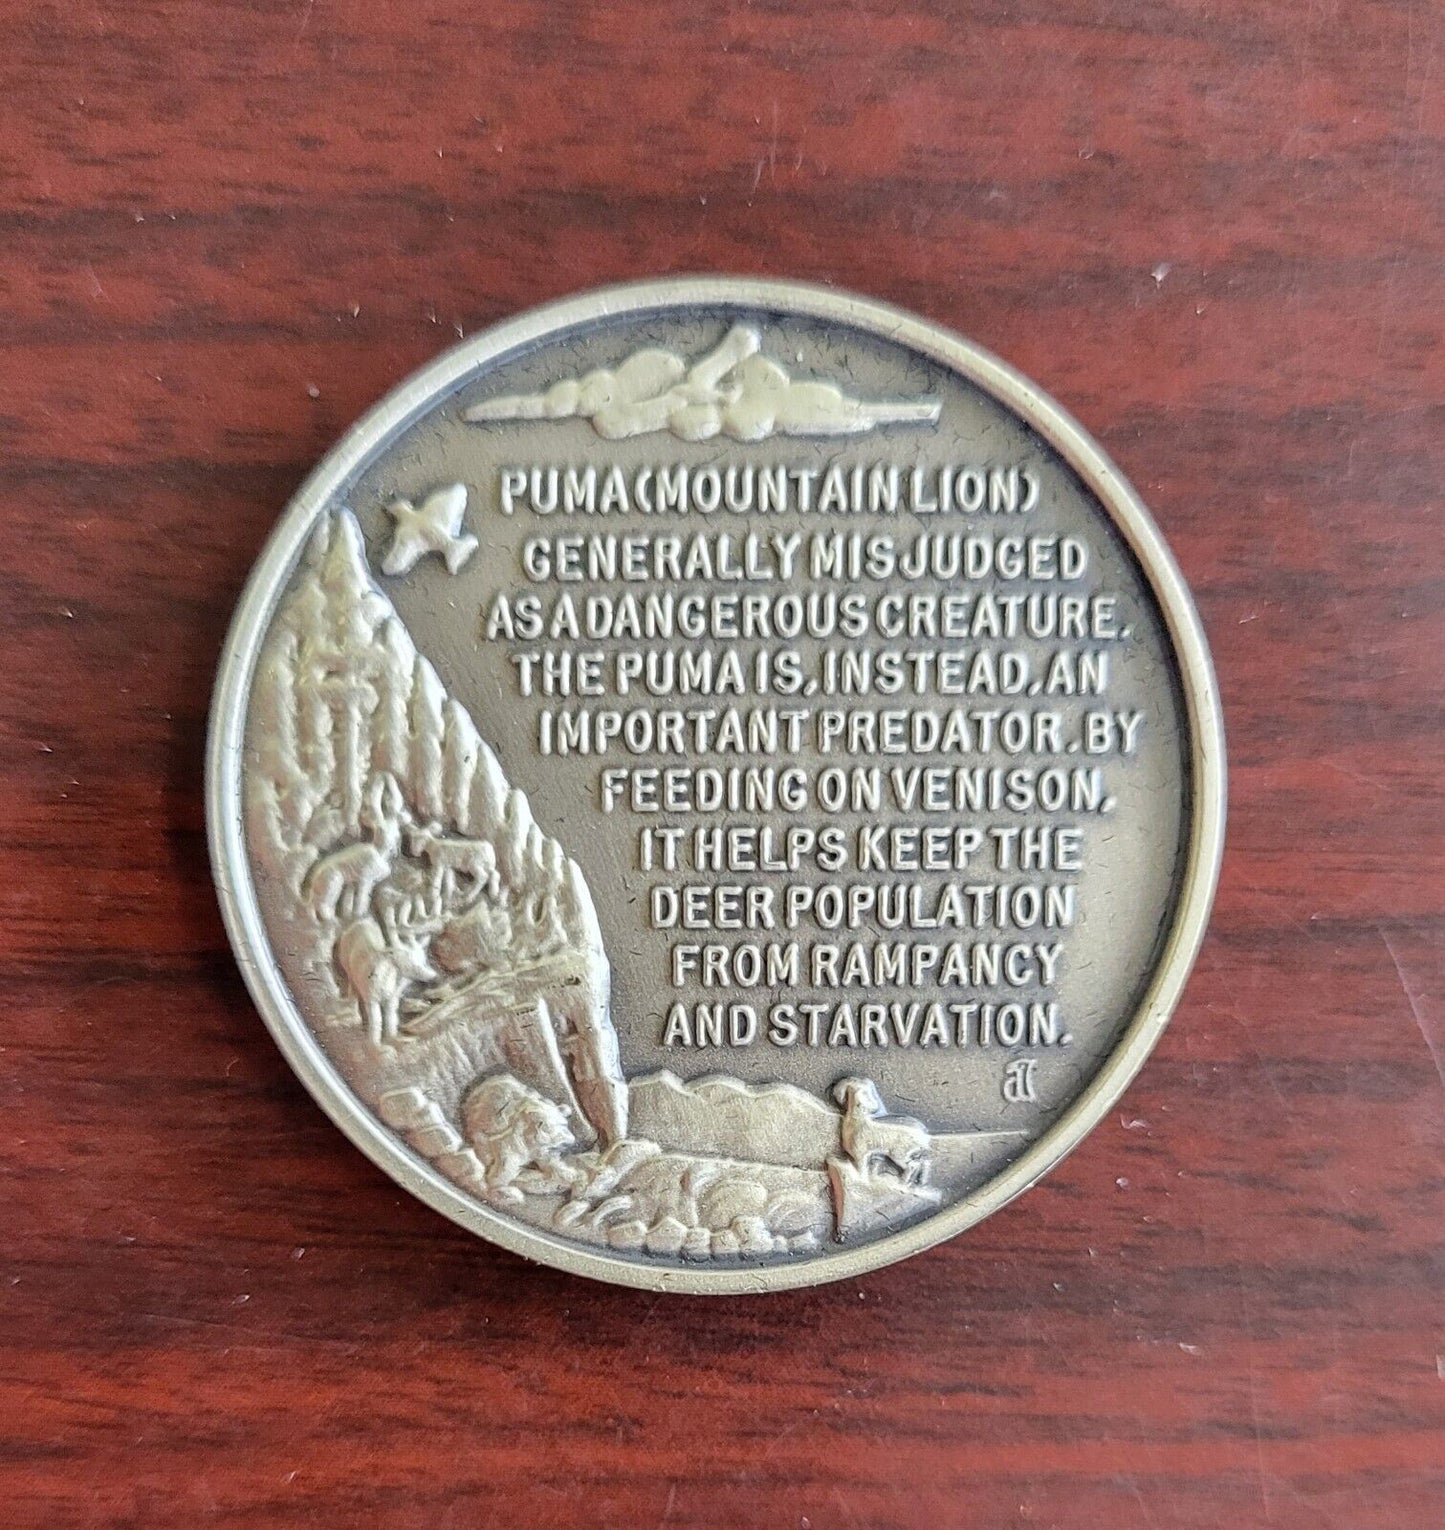 PUMA (MOUNTAIN LION)
GENERALLY MISJUDGED
AS A DANGEROUS CREATURE.
THE PUMA IS, INSTEAD, AN
IMPORTANT PREDATOR. BY
FEEDING ON VENISON,
IT HELPS KEEP THE
DEER POPULATION
FROM RAMPANCY
AND STARVATION.